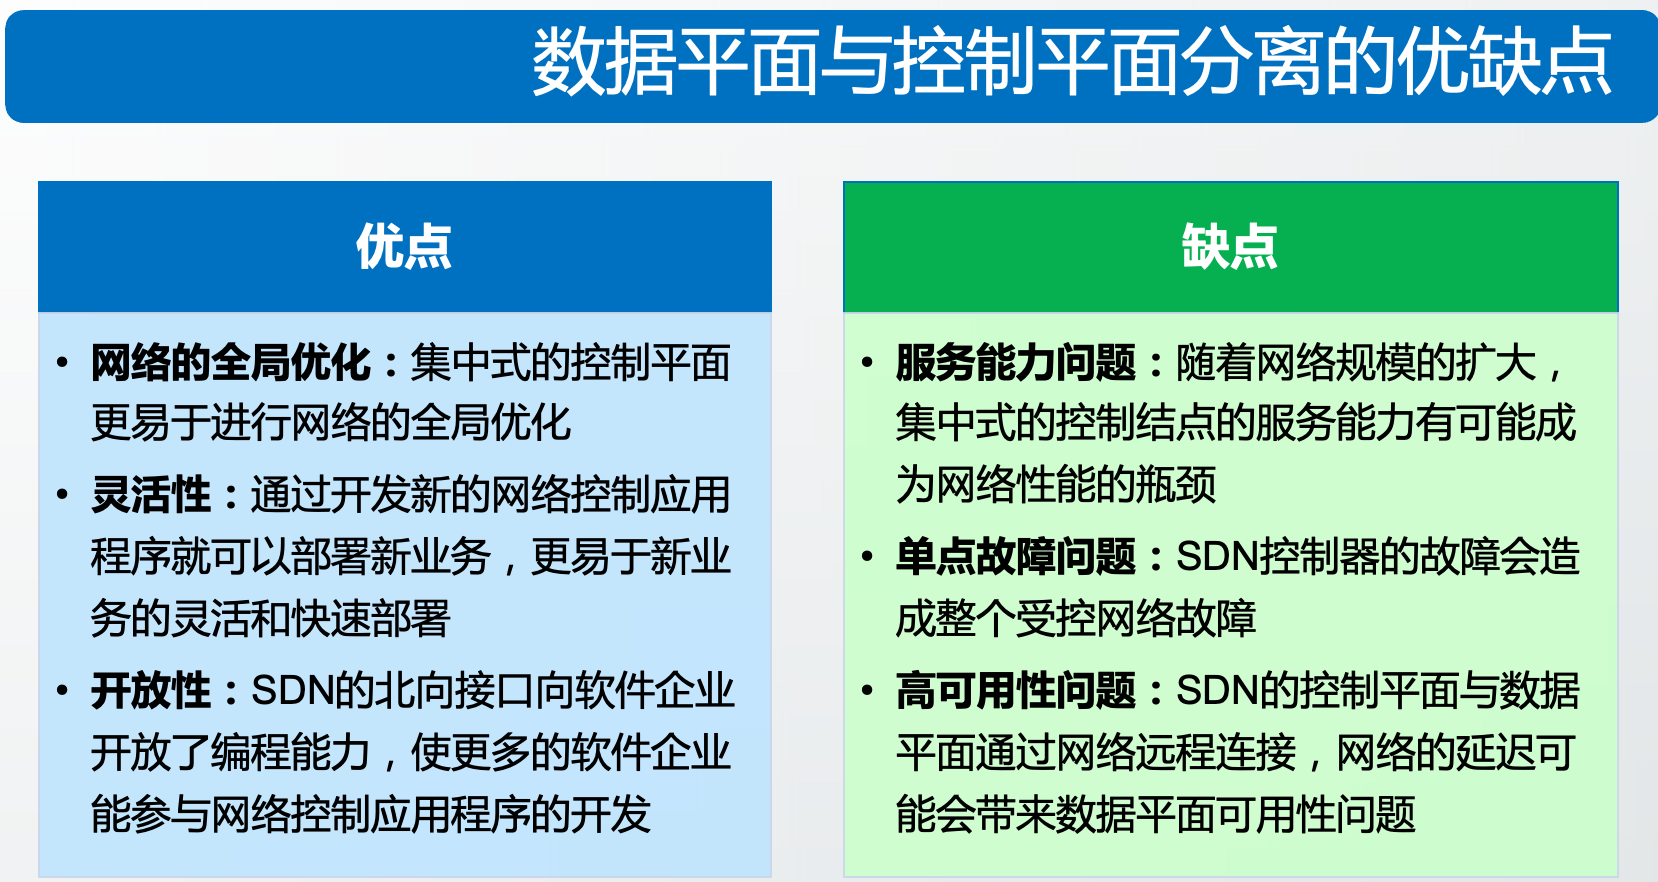 数据平面与控制平面分离的优缺点
优点
• 网络的全局优化：集中式的控制平面
更易于进行网络的全局优化
• 灵活性：通过开发新的网络控制应用
程序就可以部署新业务，更易于新业
务的灵活和快速部署
• 开放性：SDN的北向接口向软件企业
开放了编程能力，使更多的软件企业
能参与网络控制应用程序的开发
缺点
• 服务能力问题：随着网络规模的扩大，
集中式的控制结点的服务能力有可能成
为网络性能的瓶颈
• 单点故障问题：SDN控制器的故障会造
成整个受控网络故障
• 高可用性问题：SDN的控制平面与数据
平面通过网络远程连接，网络的延迟可
能会带来数据平面可用性问题